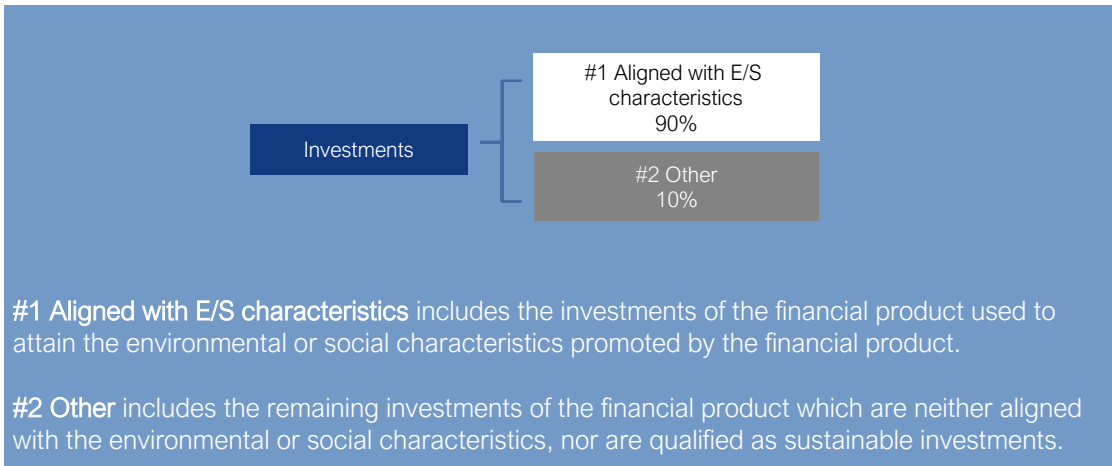 #1 Aligned with E/S
characteristics
90%
Investments
#2 Other
10%
#1 Aligned with E/S characteristics includes the investments of the financial product used to
attain the environmental or social characteristics promoted by the financial product.
#2 Other includes the remaining investments of the financial product which are neither aligned
with the environmental or social characteristics, nor are qualified as sustainable investments.